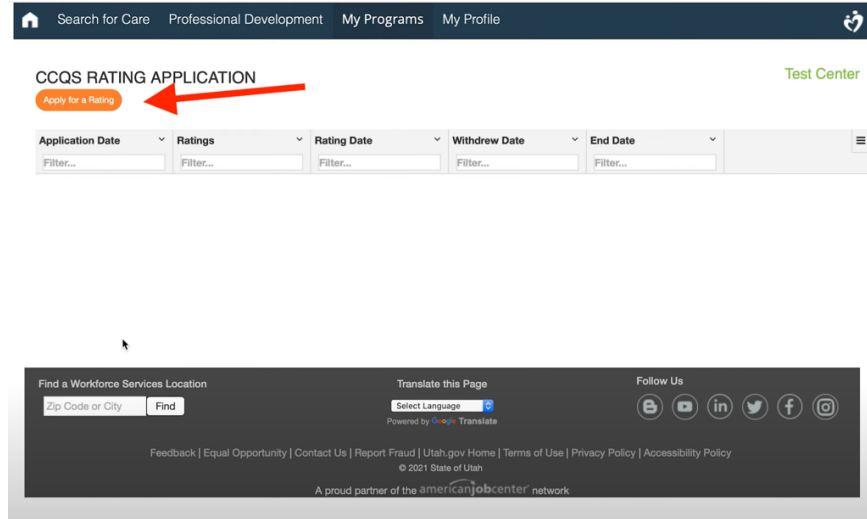 Search for Care Professional Development My Programs My Profile
CCQS RATING APPLICATION
Test Center
Apply for a Rating
Application Date Ratings Rating Date Withdrew Date End Date
Filter... Filter... Filter... Filter... Filter...
Find a Workforce Services Location
Zip Code or City Find
Translate this Page
Select Language
Powered by Google Translate
Follow Us
Feedback | Equal Opportunity | Contact Us | Report Fraud | Utah.gov Home | Terms of Use | Privacy Policy | Accessibility Policy
© 2021 State of Utah
A proud partner of the americanjobcenter network